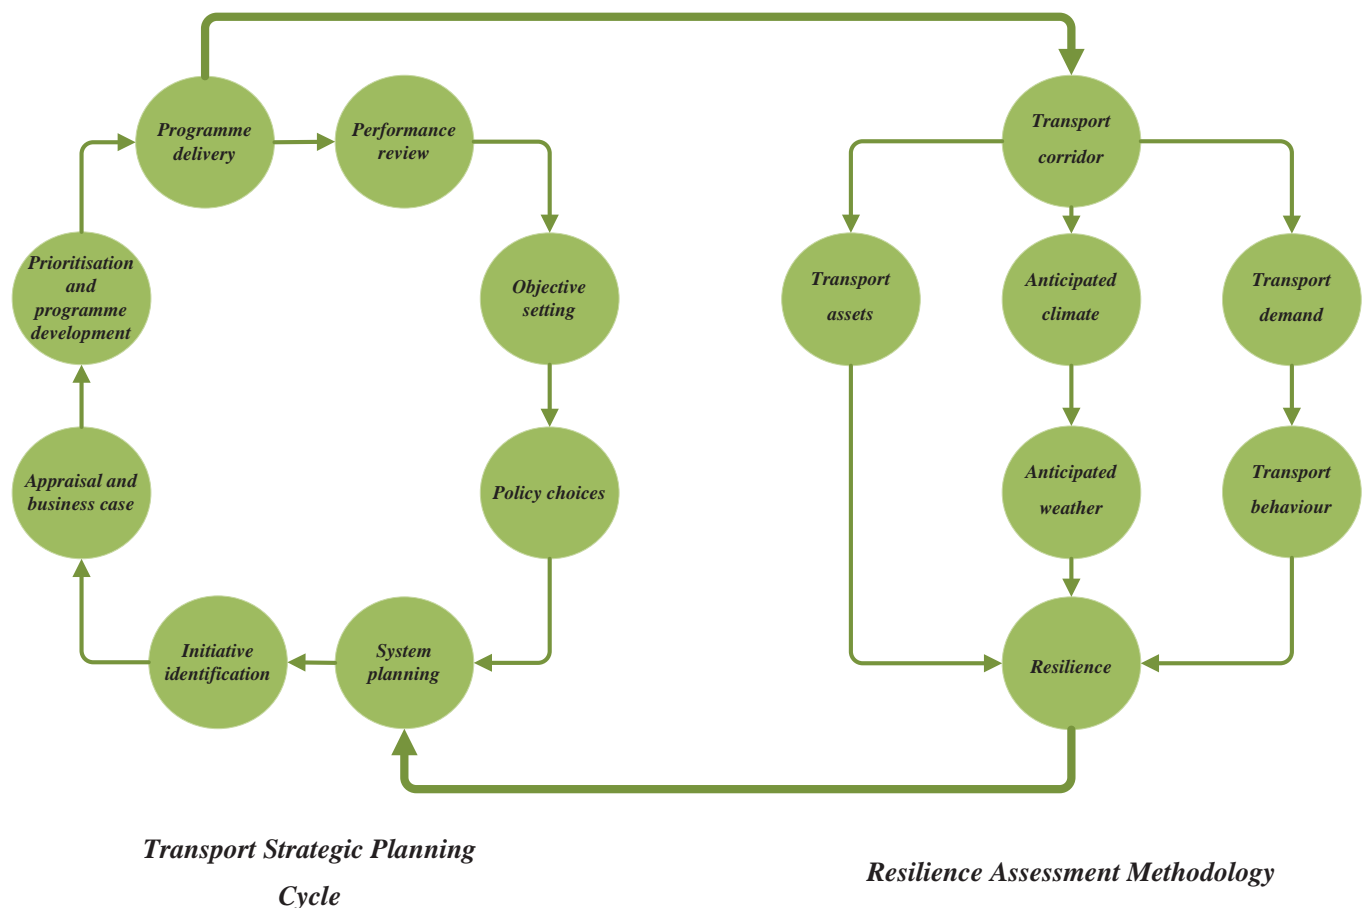 Programme
delivery
Performance
review
Transport
corridor
Prioritisation
and
programme
development
Objective
setting
Transport
assets
Anticipated
climate
Transport
demand
Appraisal and
business case
Policy choices
Anticipated
weather
Transport
behaviour
Initiative
identification
System
planning
Resilience
Transport Strategic Planning
Cycle
Resilience Assessment Methodology